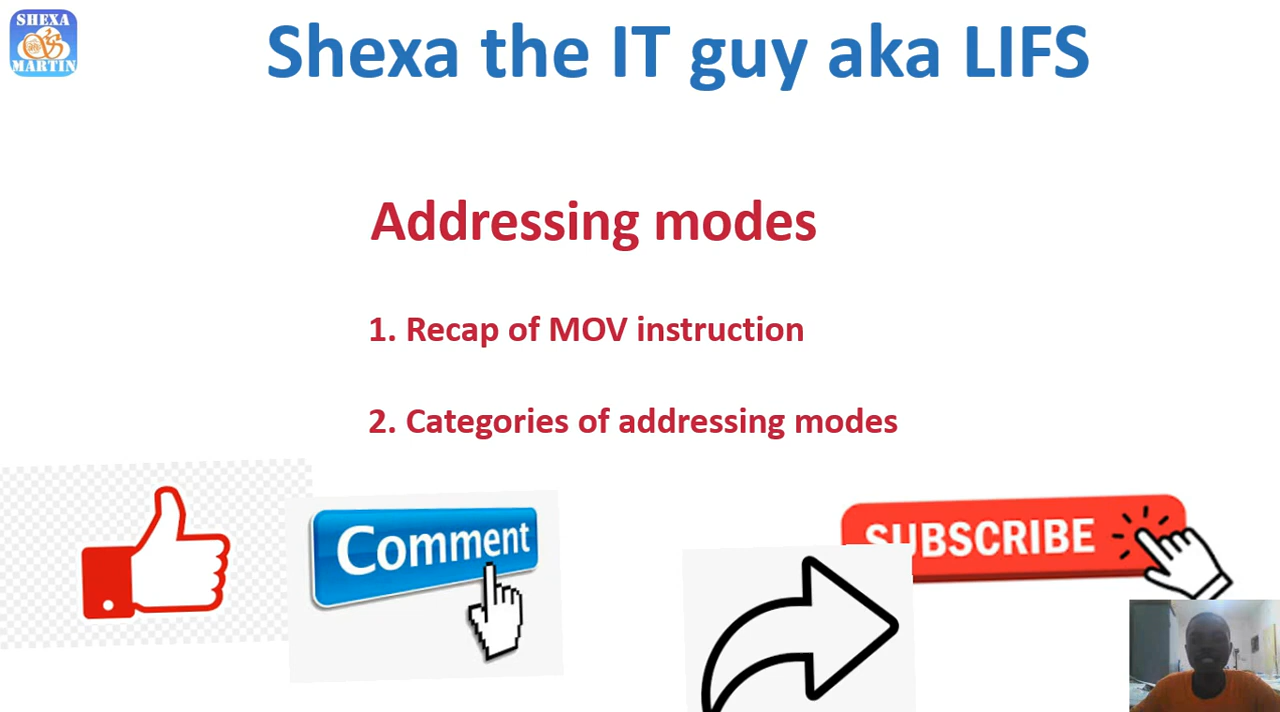 SHEXA
MARTIN
Shexa the IT guy aka LIFS
Addressing modes
1. Recap of MOV instruction
2. Categories of addressing modes
Comment
SUBSCRIBE